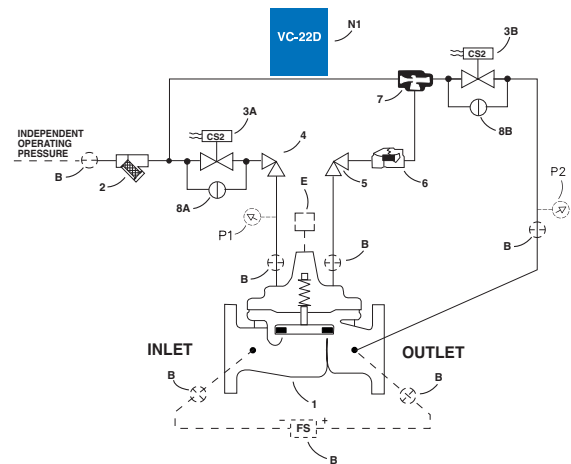 VC-22D
N1
3B
CS2
7
8B
3A
CS2
4
INDEPENDENT
OPERATING
PRESSURE
B
2
8A
5
6
E
P1
P2
B
B
B
INLET
OUTLET
B
B
1
- FS +
B